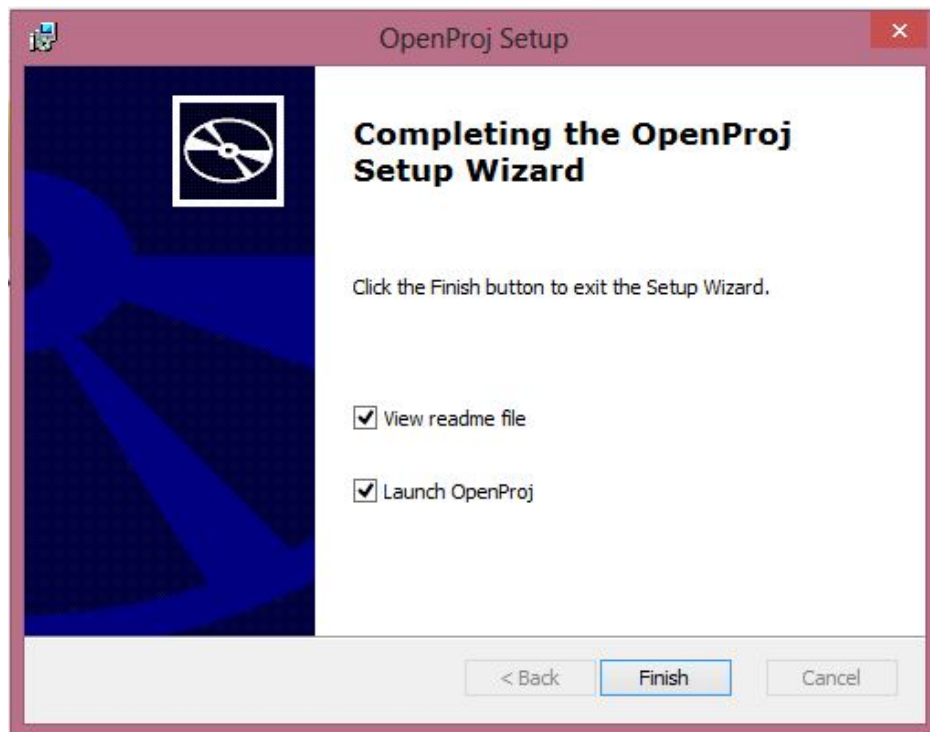 OpenProj Setup
Completing the OpenProj
Setup Wizard
Click the Finish button to exit the Setup Wizard.
View readme file
Launch OpenProj
< Back Finish Cancel